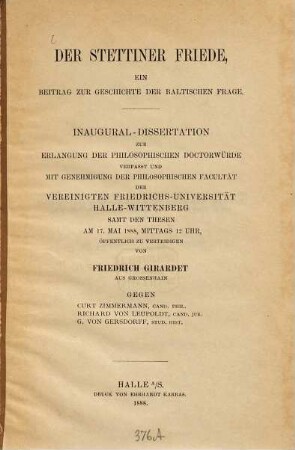 DER STETTINER FRIEDE,
EIN
BEITRAG ZUR GESCHICHTE DER BALTISCHEN FRAGE.
INAUGURAL-DISSERTATION
ZUR
ERLANGUNG DER PHILOSOPHISCHEN DOCTORWÜRDE
VERFASST UND
MIT GENEHMIGUNG DER PHILOSOPHISCHEN FACULTÄT
DER
VEREINIGTEN FRIEDRICHS-UNIVERSITÄT
HALLE-WITTENBERG
SAMT DEN THESEN
AM 17. MAI 1888, MITTAGS 12 UHR,
ÖFFENTLICH ZU VERTEIDIGEN
VON
FRIEDRICH GIRARDET
AUS GROSSENHAIN
GEGEN
CURT ZIMMERMANN, CAND. PHIL.
RICHARD VON LEUPOLDT, CAND. JUR.
G. VON GERSDORFF, STUD. HIST.
HALLE a/S.
DRUCK VON EHRHARDT KARRAS.
1888.
376A